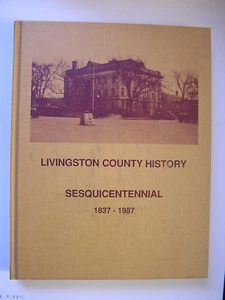 LIVINGSTON COUNTY HISTORY
SESQUICENTENNIAL
1837 - 1987